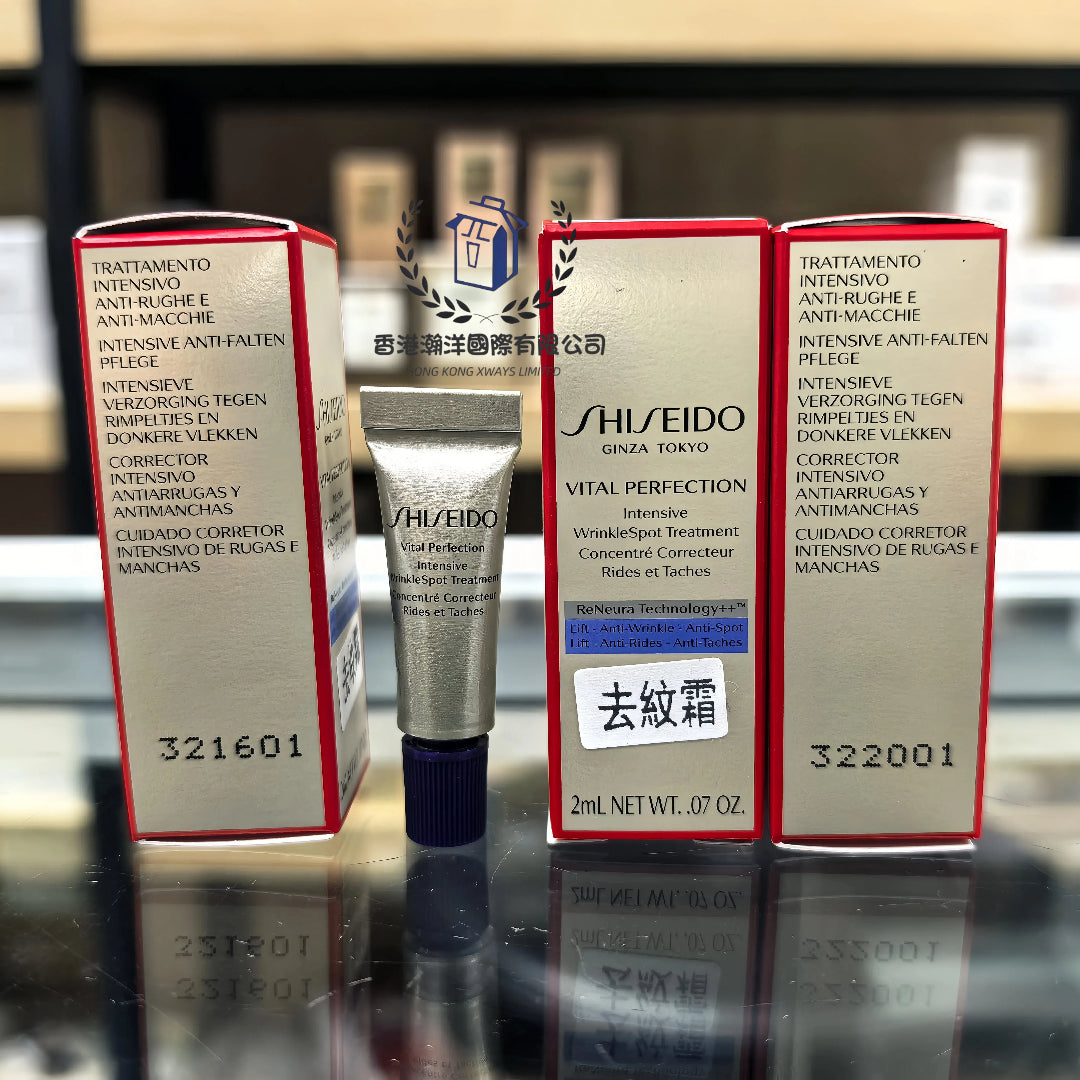 TRATTAMENTO
INTENSIVO
ANTI-RUGHE E
ANTI-MACCHIE
INTENSIVE ANTI-FALTEN
PFLEGE
INTENSIEVE
VERZORGING TEGEN
RIMPELTJES EN
DONKERE VLEKKEN
CORRECTOR
INTENSIVO
ANTIARRUGAS Y
ANTIMANCHAS
CUIDADO CORRETOR
INTENSIVO DE RUGAS E
MANCHAS
321601
香港瀚洋國際有限公司
HONG KONG XWAYS LIMITED
SHISEIDO
Vital Perfection
Intensive
WrinkleSpot Treatment
Concentré Correcteur
Rides et Taches
SHISEIDO
GINZA TOKYO
VITAL PERFECTION
Intensive
WrinkleSpot Treatment
Concentré Correcteur
Rides et Taches
ReNeura Technology++™
Lift - Anti-Wrinkle - Anti-Spot
Lift - Anti-Rides - Anti-Taches
去紋霜
2mL NET WT. .07 OZ.
TRATTAMENTO
INTENSIVO
ANTI-RUGHE E
ANTI-MACCHIE
INTENSIVE ANTI-FALTEN
PFLEGE
INTENSIEVE
VERZORGING TEGEN
RIMPELTJES EN
DONKERE VLEKKEN
CORRECTOR
INTENSIVO
ANTIARRUGAS Y
ANTIMANCHAS
CUIDADO CORRETOR
INTENSIVO DE RUGAS E
MANCHAS
322001